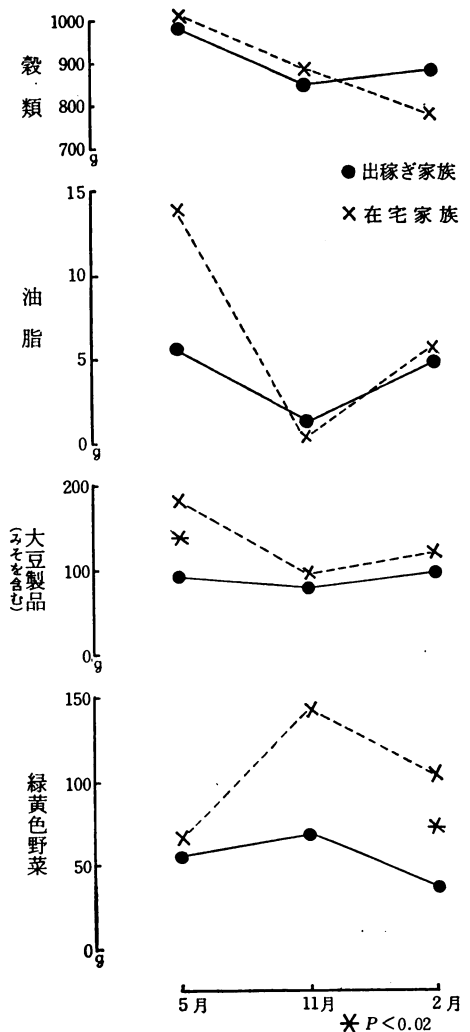 穀類
1000
900
800
700
g
● 出稼ぎ家族
× 在宅家族
油脂
15
10
5
0
g
大豆製品
(みそを含む)
200
100
0
g
緑黄色野菜
150
100
50
0
g
5月 11月 2月
* P<0.02